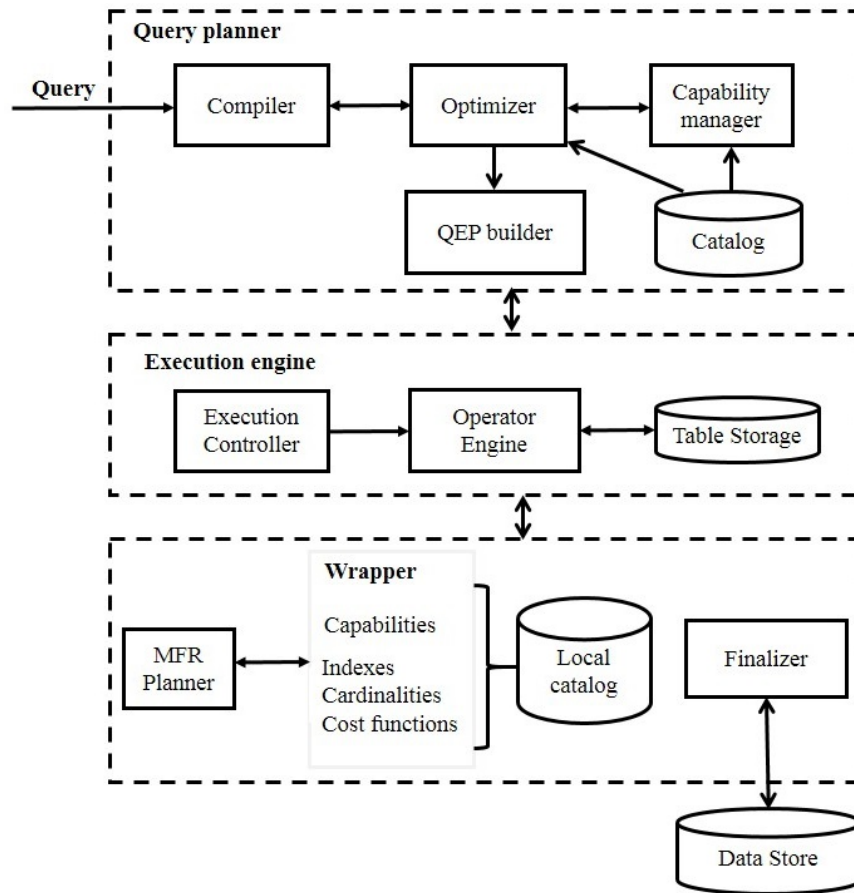 Query planner
Query
Compiler
Optimizer
Capability
manager
QEP builder
Catalog
Execution engine
Execution
Controller
Operator
Engine
Table Storage
Wrapper
Capabilities
MFR
Planner
Indexes
Cardinalities
Cost functions
Local
catalog
Finalizer
Data Store